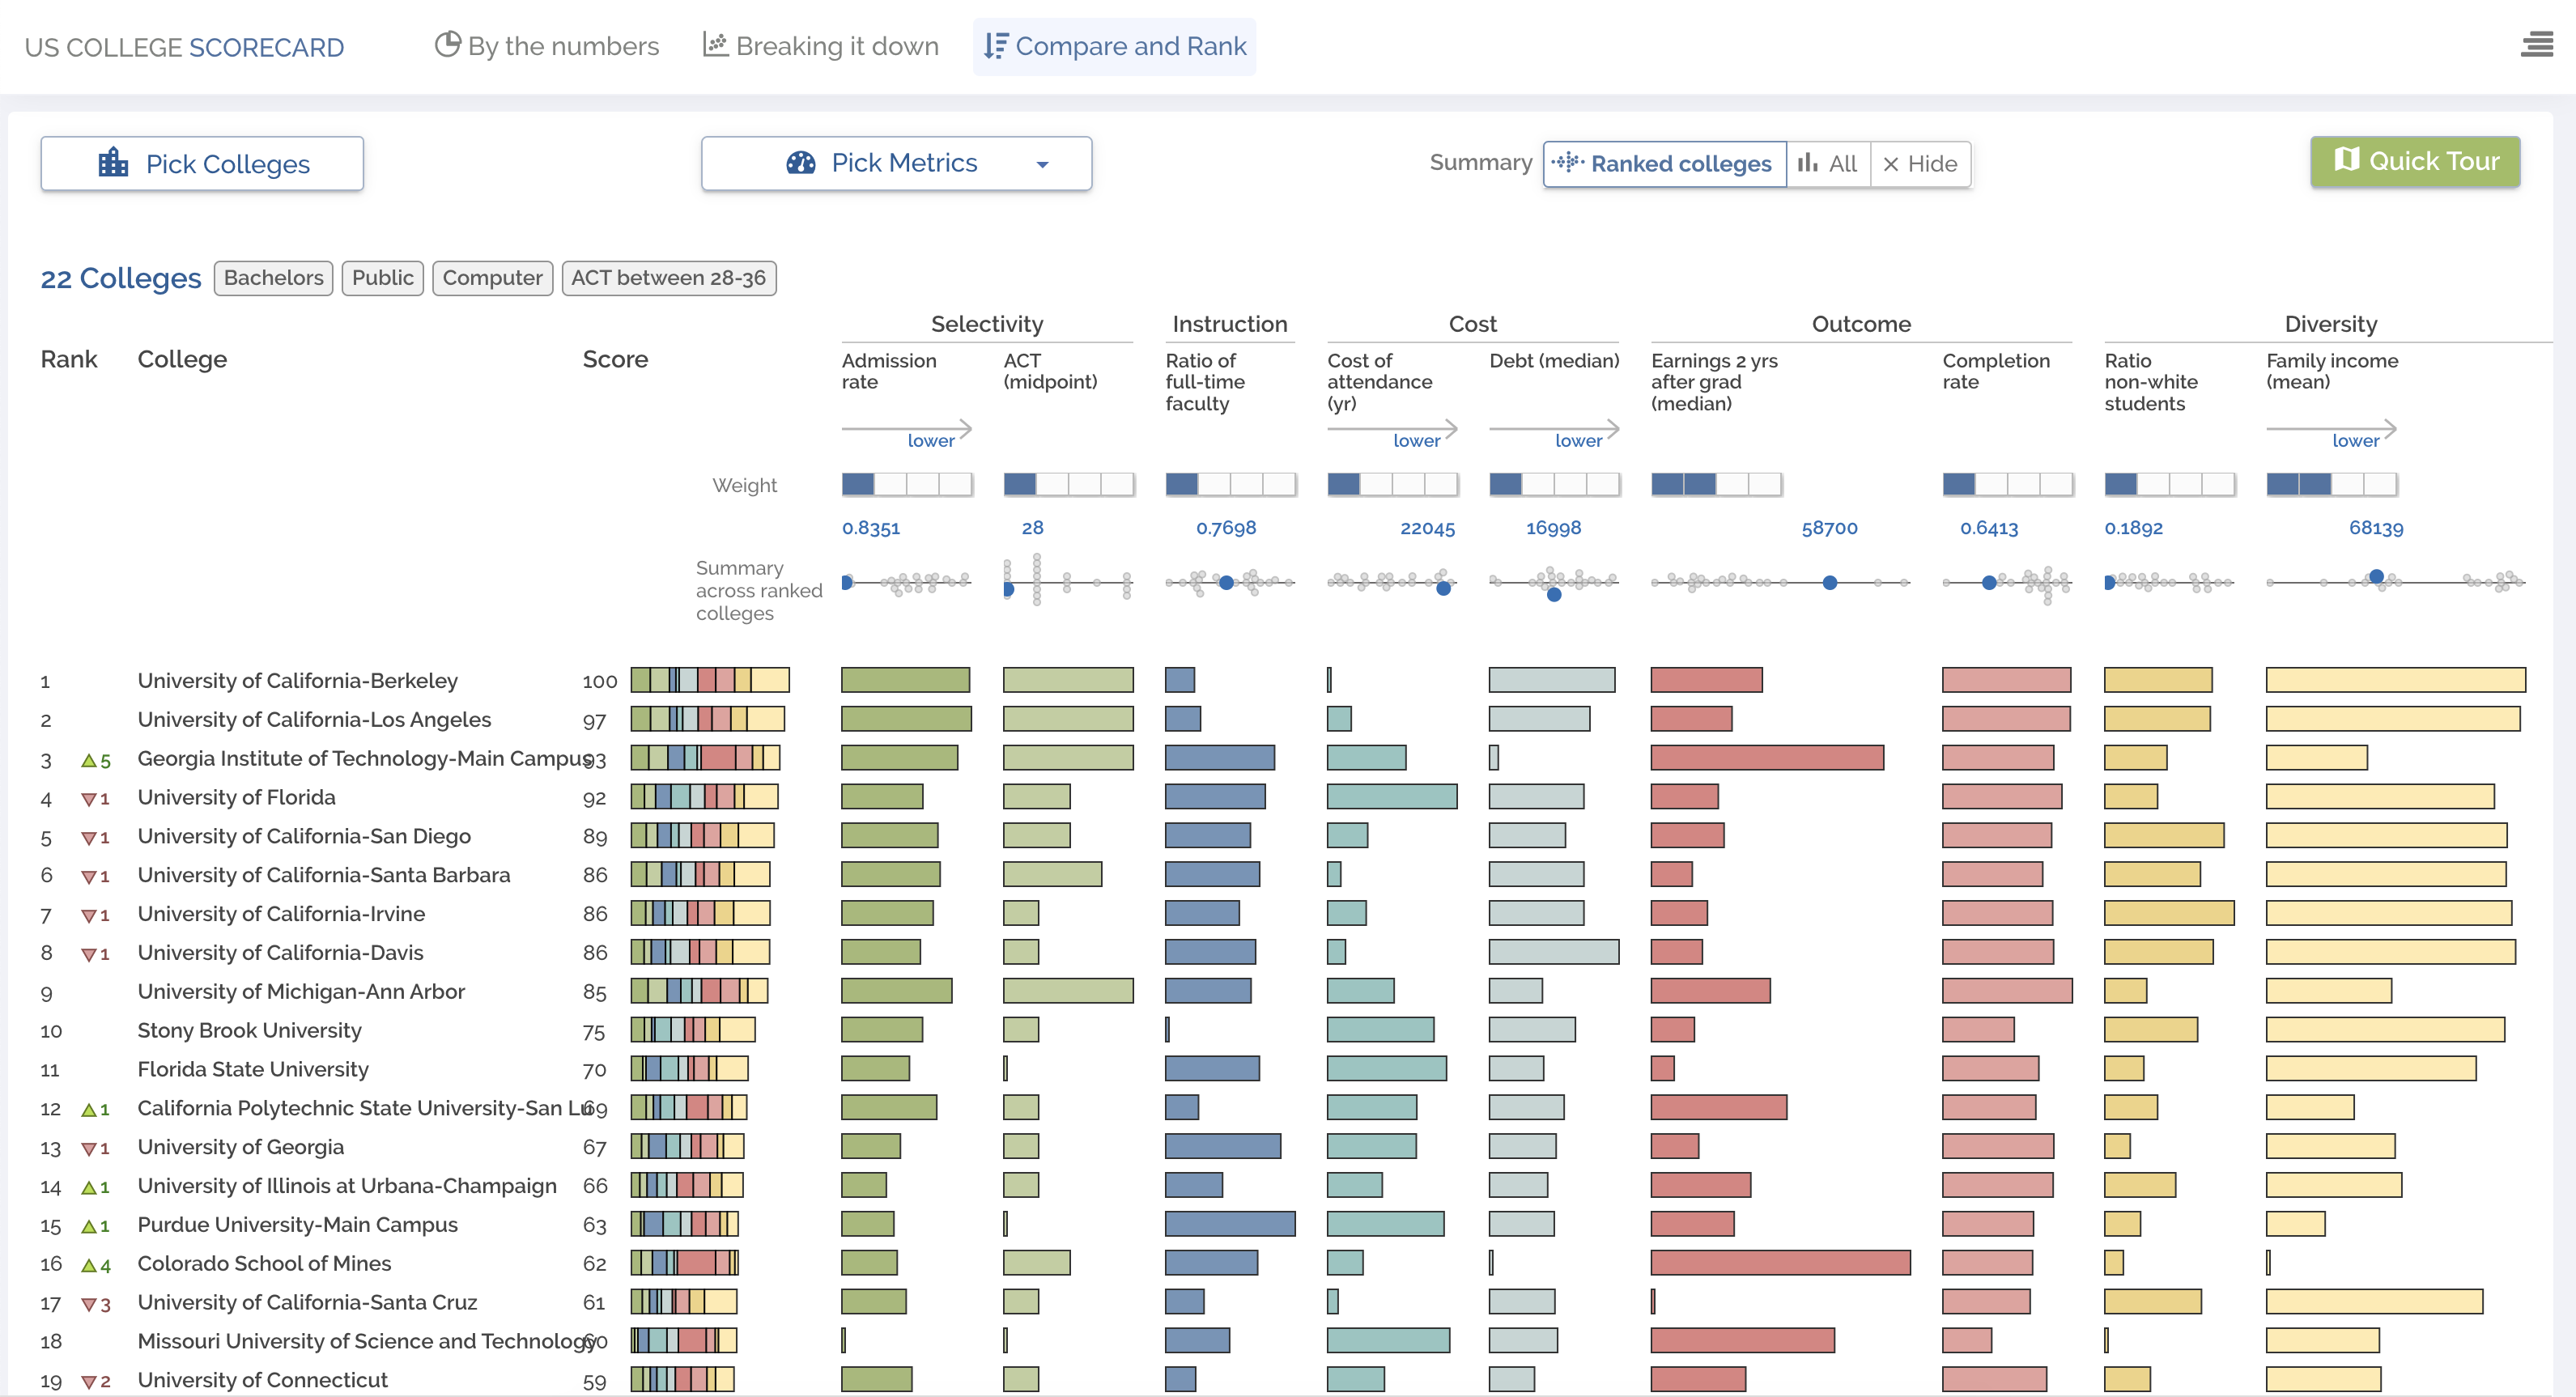 US COLLEGE SCORECARD By the numbers Breaking it down Compare and Rank
Pick Colleges Pick Metrics Summary Ranked colleges All Hide Quick Tour
22 Colleges Bachelors Public Computer ACT between 28-36
Selectivity Instruction Cost Outcome Diversity
Rank College Score
Admission rate
ACT (midpoint)
Ratio of full-time faculty
Cost of attendance (yr)
Debt (median)
Earnings 2 yrs after grad (median)
Completion rate
Ratio non-white students
Family income (mean)
lower lower lower lower
Weight
0.8351 28 0.7698 22045 16998 58700 0.6413 0.1892 68139
Summary
across ranked
colleges
1 University of California-Berkeley 100
2 University of California-Los Angeles 97
3 5 Georgia Institute of Technology-Main Campus 93
4 1 University of Florida 92
5 1 University of California-San Diego 89
6 1 University of California-Santa Barbara 86
7 1 University of California-Irvine 86
8 1 University of California-Davis 86
9 University of Michigan-Ann Arbor 85
10 Stony Brook University 75
11 Florida State University 70
12 1 California Polytechnic State University-San Lu 69
13 1 University of Georgia 67
14 1 University of Illinois at Urbana-Champaign 66
15 1 Purdue University-Main Campus 63
16 4 Colorado School of Mines 62
17 3 University of California-Santa Cruz 61
18 Missouri University of Science and Technology 60
19 2 University of Connecticut 59